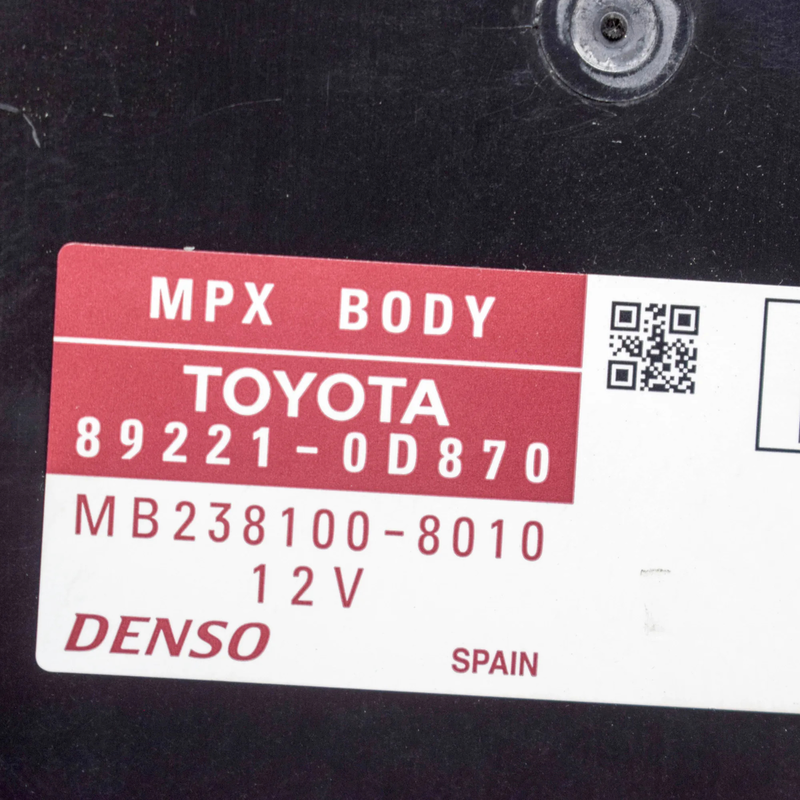 MPX BODY
TOYOTA
89221-0D870
MB238100-8010
12V
DENSO
SPAIN